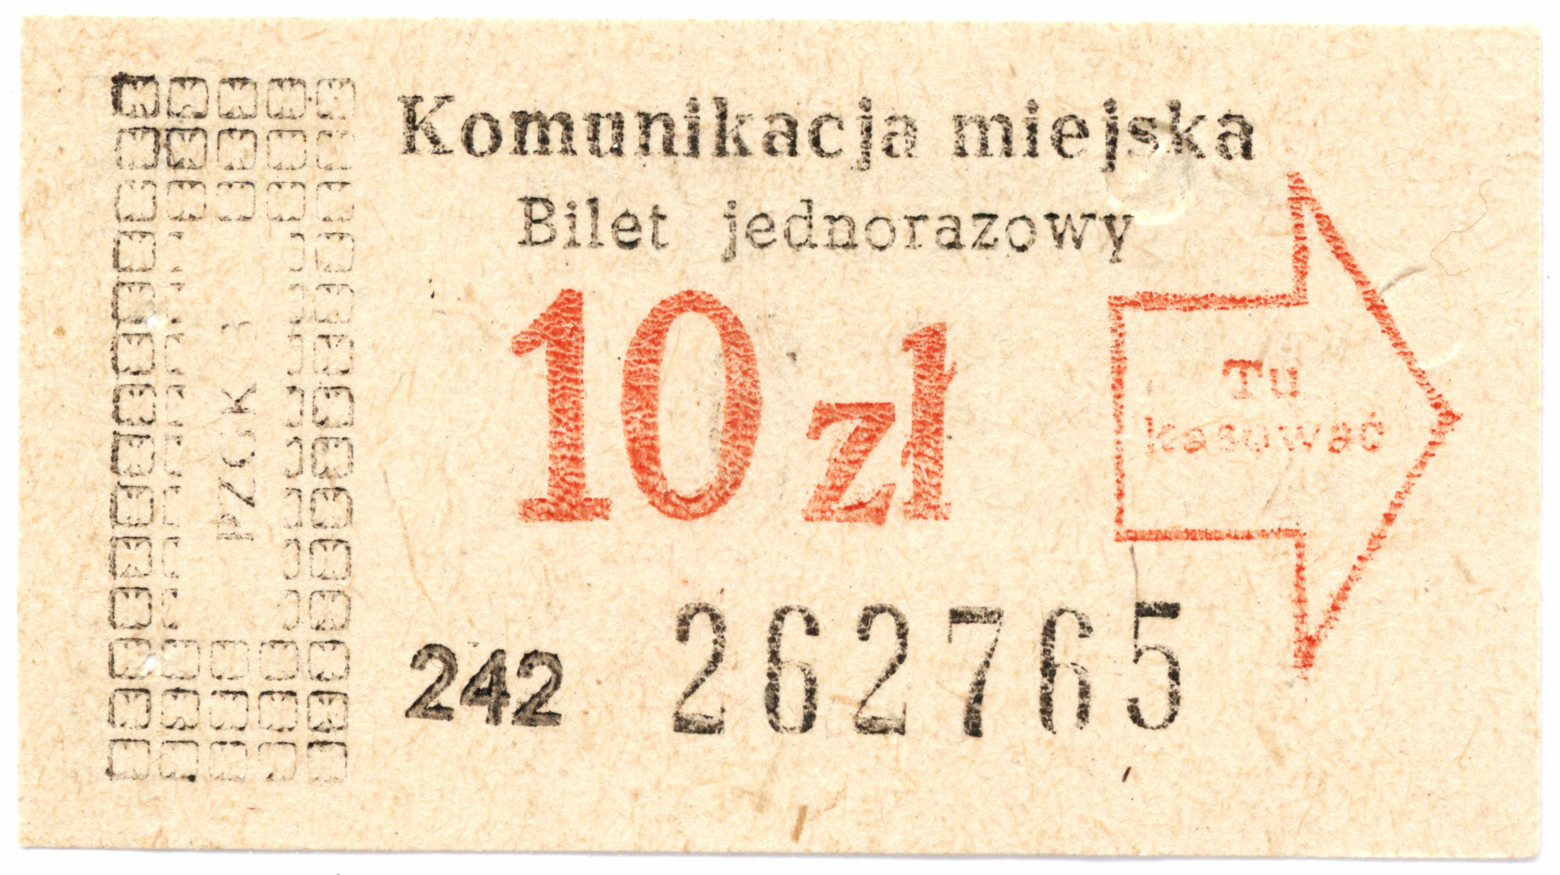 Komunikacja miejska
Bilet jednorazowy
10 zł
Tu
kasować
242 262765